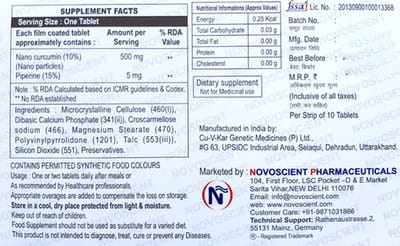 SUPPLEMENT FACTS
Serving Size : One Tablet
Each film coated tablet approximately contains :
Amount per Serving
% RDA Value
Nano curcumin (10%) 500 mg **
(Nano particles)
Piperine (15%) 5 mg **
Note : % RDA Calculated based on ICMR guidelines & Codex.
** No RDA established
Ingredients : Microcrystalline Cellulose (460(i)),
Dibasic Calcium Phosphate (341(ii)), Croscarmellose
sodium (466), Magnesium Stearate (470),
Polyvinylpyrrolidone (1201), Talc (553(iii)),
Silicon Dioxide (551), Preservatives.
CONTAINS PERMITTED SYNTHETIC FOOD COLOURS
Usage : One or two tablets daily after meals or
As recommended by Healthcare professionals.
Appropriate overages are added to compensate the loss on storage.
Store in a cool, dry place protected from light & moisture.
Keep out of reach of children.
Food Supplement should not be used as substitute for a varied diet.
This product is not intended to diagnose, treat, cure or prevent any Diseases.
Nutritional Informations (Approx Values)
Energy 0.25 Kcal
Total Carbohydrate 0.03 g
Total Fat 0.00 g
Protein 0.00 g
Cholesterol 0.00 g
Dietary supplement
Not for Medicinal use
fssai Lic. No. : 20130900100013368
Batch No. :
Mfg. Date :
उत्पादन तिथि
Best Before :
M.R.P. ₹ :
(Inclusive of all taxes)
Per Strip of 10 Tablets
Manufactured in India by:
Cu-V-Kar Genetic Medicines (P) Ltd.,
#G 63, UPSIDC Industrial Area, Selaqui, Dehradun, Uttarakhand.
Marketed by : NOVOSCIENT PHARMACEUTICALS
104, First Floor, LSC Pocket –D & E Market
Sarita Vihar,NEW DELHI 110076
Email: info@novoscient.com
web: www.novoscient.com
Customer Care: +91-9871031866
Technical Support: Rathenaustrasse.2,
55131 Mainz, Germany
® - Registered Trademark
N
NOVOSCIENT